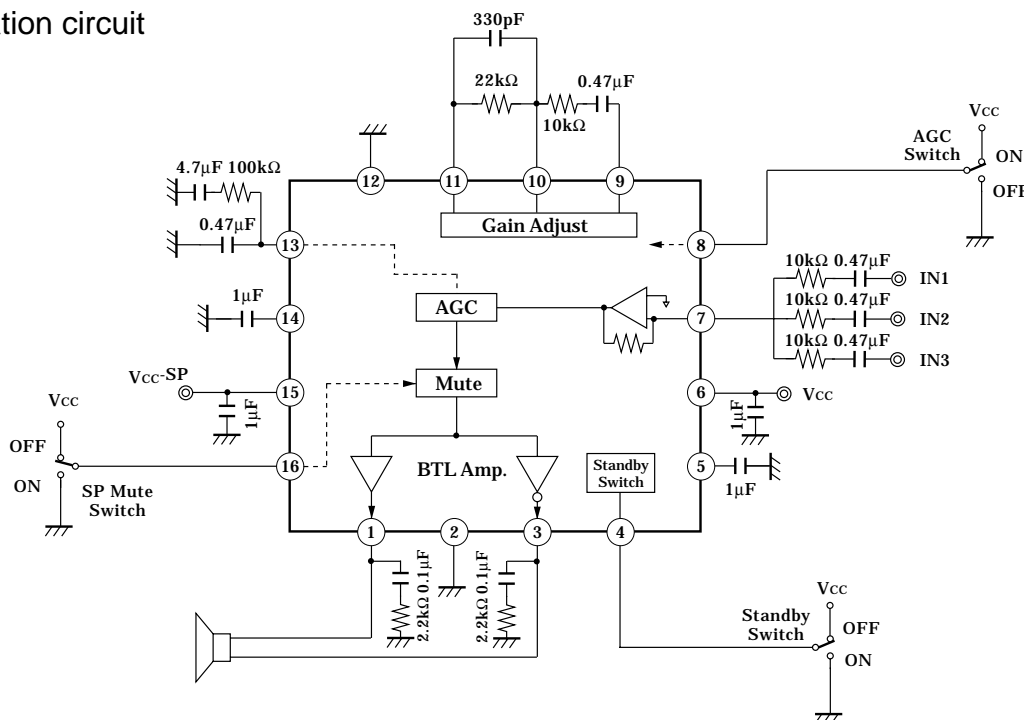 ation circuit
330pF
22kΩ
0.47µF
10kΩ
Vcc
AGC
Switch
ON
OFF
4.7µF 100kΩ
12
11
10
9
0.47µF
Gain Adjust
13
8
10kΩ 0.47µF
IN1
1µF
AGC
14
7
10kΩ 0.47µF
IN2
10kΩ 0.47µF
IN3
Vcc-SP
15
Mute
6
Vcc
1µF
1µF
Vcc
OFF
ON
SP Mute
Switch
16
BTL Amp.
Standby
Switch
5
1µF
1
2
3
4
2.2kΩ 0.1µF
2.2kΩ 0.1µF
Vcc
Standby
Switch
OFF
ON